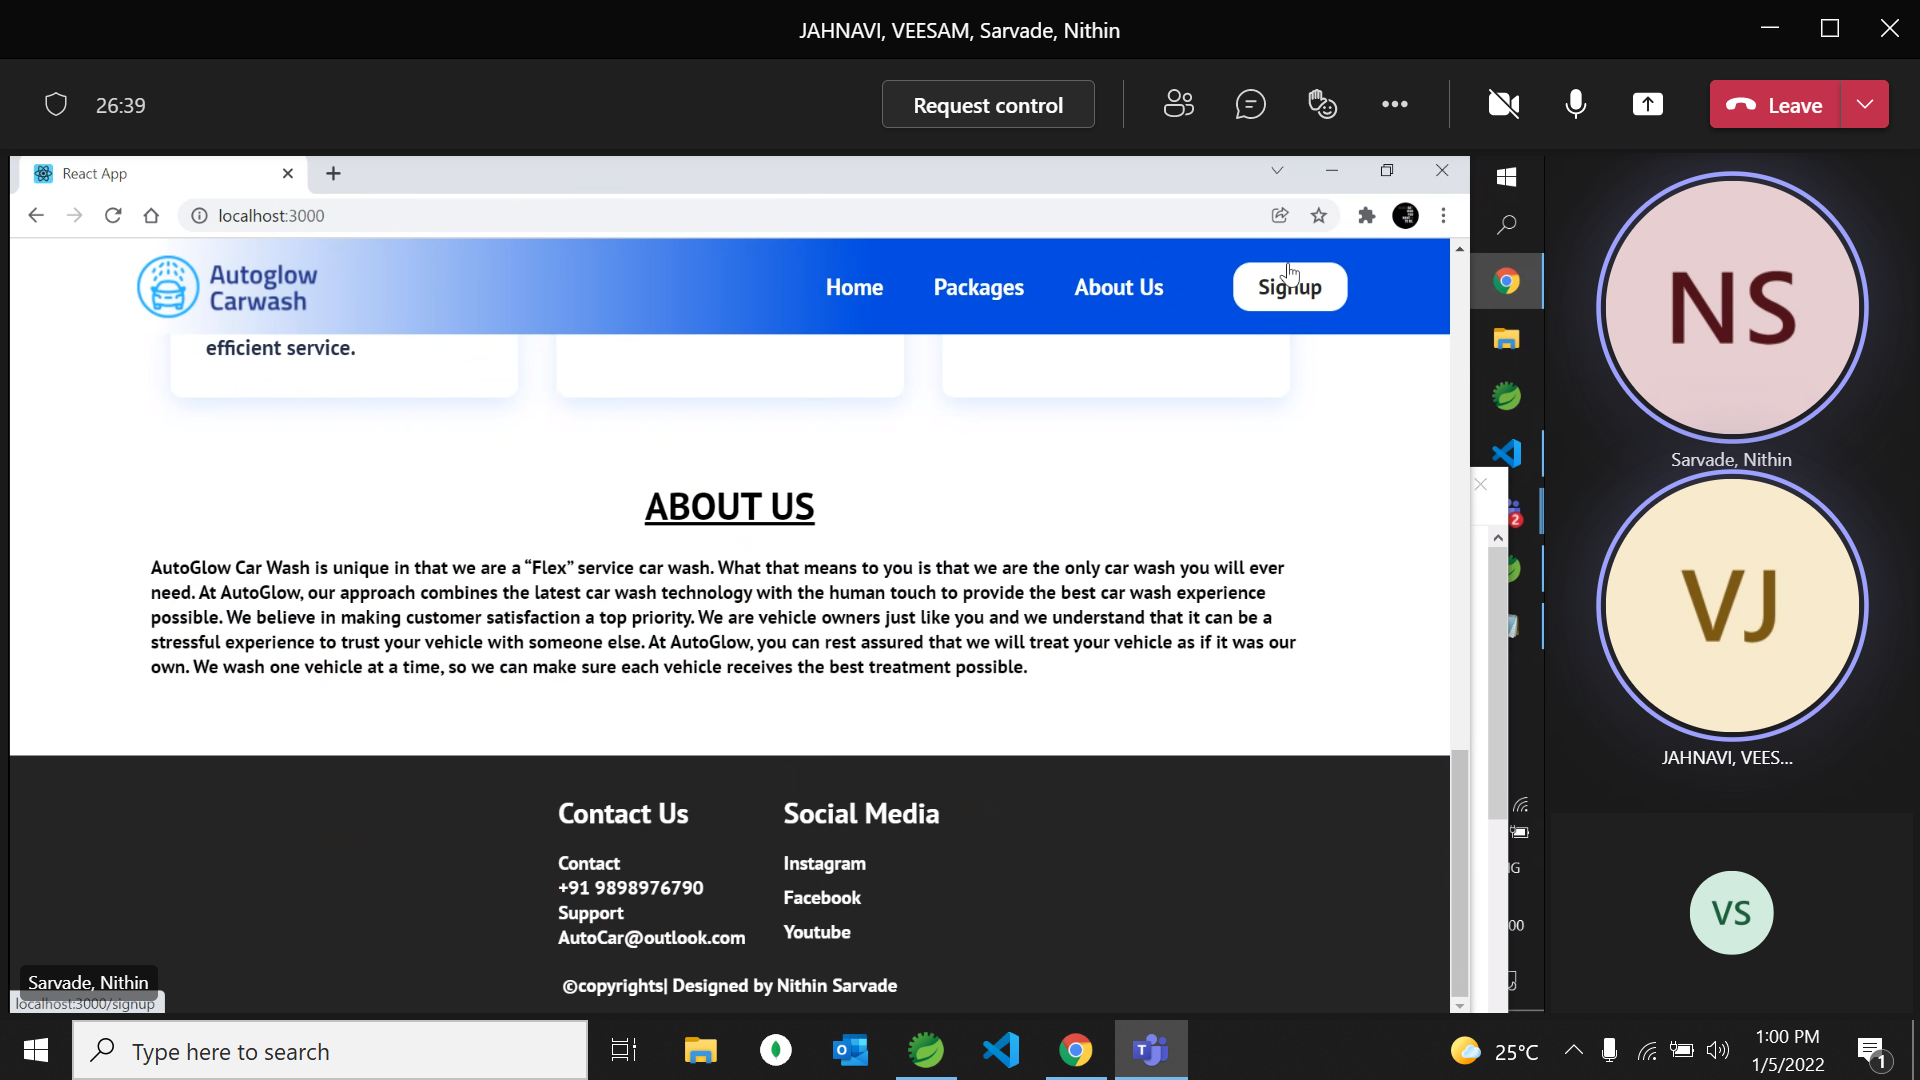 JAHNAVI, VEESAM, Sarvade, Nithin
26:39
Request control
Leave
React App
localhost:3000
Autoglow
Carwash
Home
Packages
About Us
Signup
efficient service.
ABOUT US
AutoGlow Car Wash is unique in that we are a “Flex” service car wash. What that means to you is that we are the only car wash you will ever
need. At AutoGlow, our approach combines the latest car wash technology with the human touch to provide the best car wash experience
possible. We believe in making customer satisfaction a top priority. We are vehicle owners just like you and we understand that it can be a
stressful experience to trust your vehicle with someone else. At AutoGlow, you can rest assured that we will treat your vehicle as if it was our
own. We wash one vehicle at a time, so we can make sure each vehicle receives the best treatment possible.
Contact Us
Contact
+91 9898976790
Support
AutoCar@outlook.com
Social Media
Instagram
Facebook
Youtube
©copyrights| Designed by Nithin Sarvade
Sarvade, Nithin
localhost:3000/signup
2
NS
Sarvade, Nithin
VJ
JAHNAVI, VEES...
VS
Type here to search
25°C
1:00 PM
1/5/2022
1